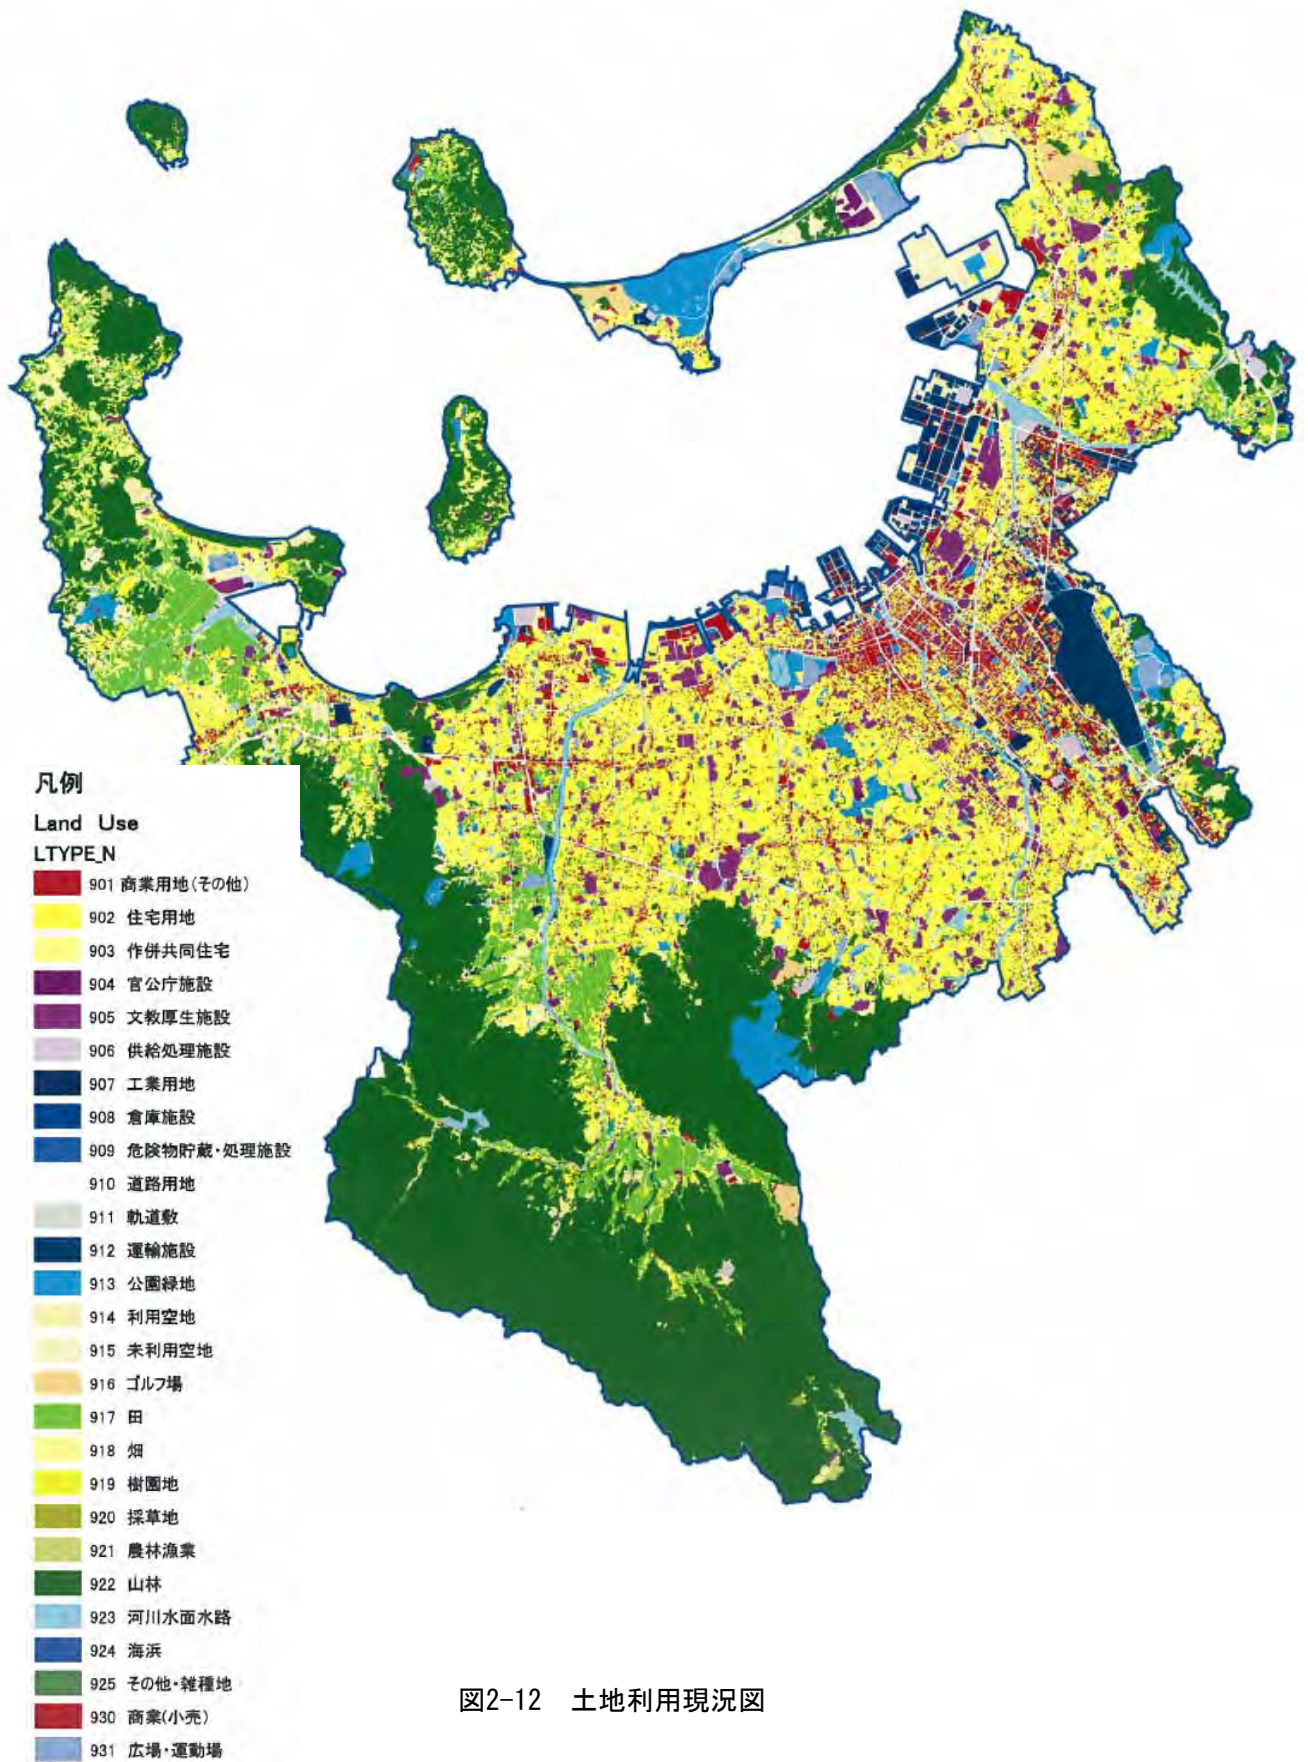 凡例
Land Use
LTYPE_N
901 商業用地(その他)
902 住宅用地
903 作併共同住宅
904 官公庁施設
905 文教厚生施設
906 供給処理施設
907 工業用地
908 倉庫施設
909 危険物貯蔵・処理施設
910 道路用地
911 軌道敷
912 運輸施設
913 公園緑地
914 利用空地
915 未利用空地
916 ゴルフ場
917 田
918 畑
919 樹園地
920 採草地
921 農林漁業
922 山林
923 河川水面水路
924 海浜
925 その他・雑種地
930 商業(小売)
931 広場・運動場
図2-12 土地利用現況図